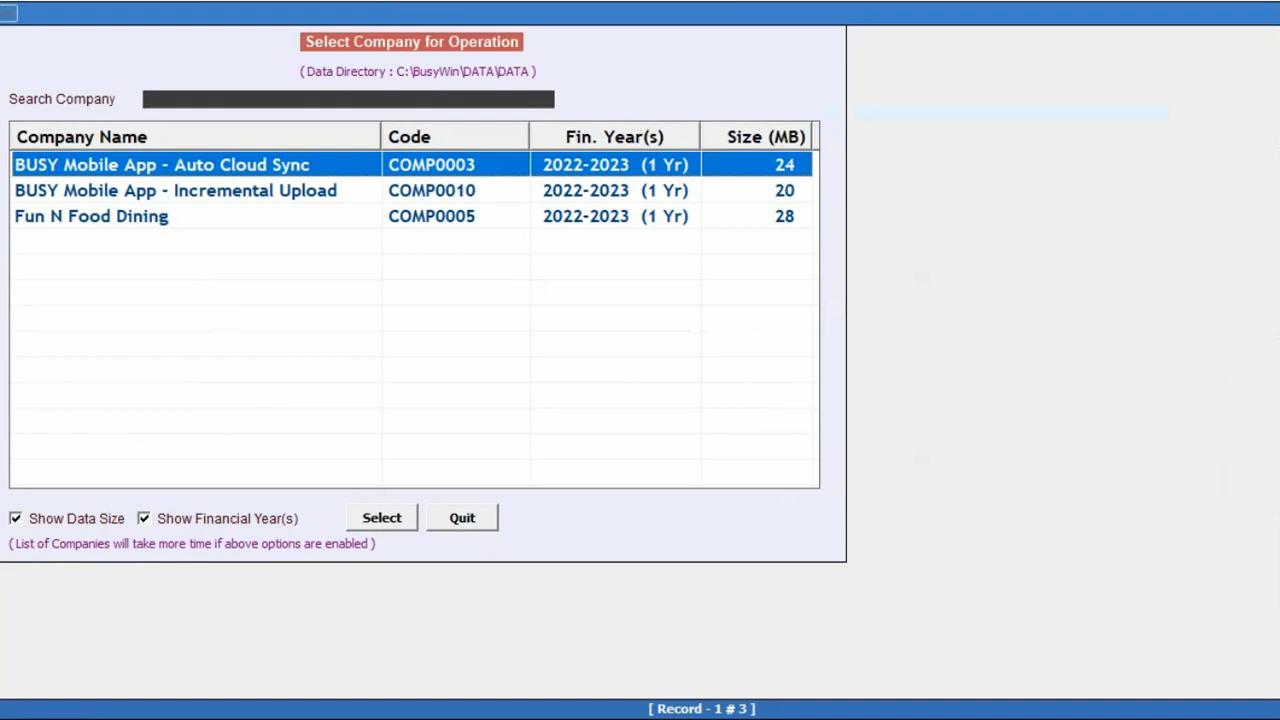 Select Company for Operation
( Data Directory : C:\BusyWin\DATA\DATA )
Search Company
Company Name Code Fin. Year(s) Size (MB)
BUSY Mobile App - Auto Cloud Sync COMP0003 2022-2023 (1 Yr) 24
BUSY Mobile App - Incremental Upload COMP0010 2022-2023 (1 Yr) 20
Fun N Food Dining COMP0005 2022-2023 (1 Yr) 28
Show Data Size Show Financial Year(s) Select Quit
( List of Companies will take more time if above options are enabled )
[ Record - 1 # 3 ]